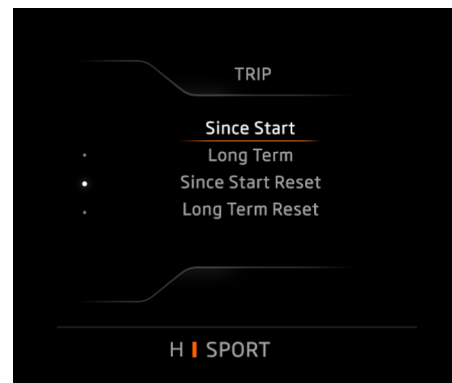 TRIP
Since Start
Long Term
Since Start Reset
Long Term Reset
H SPORT